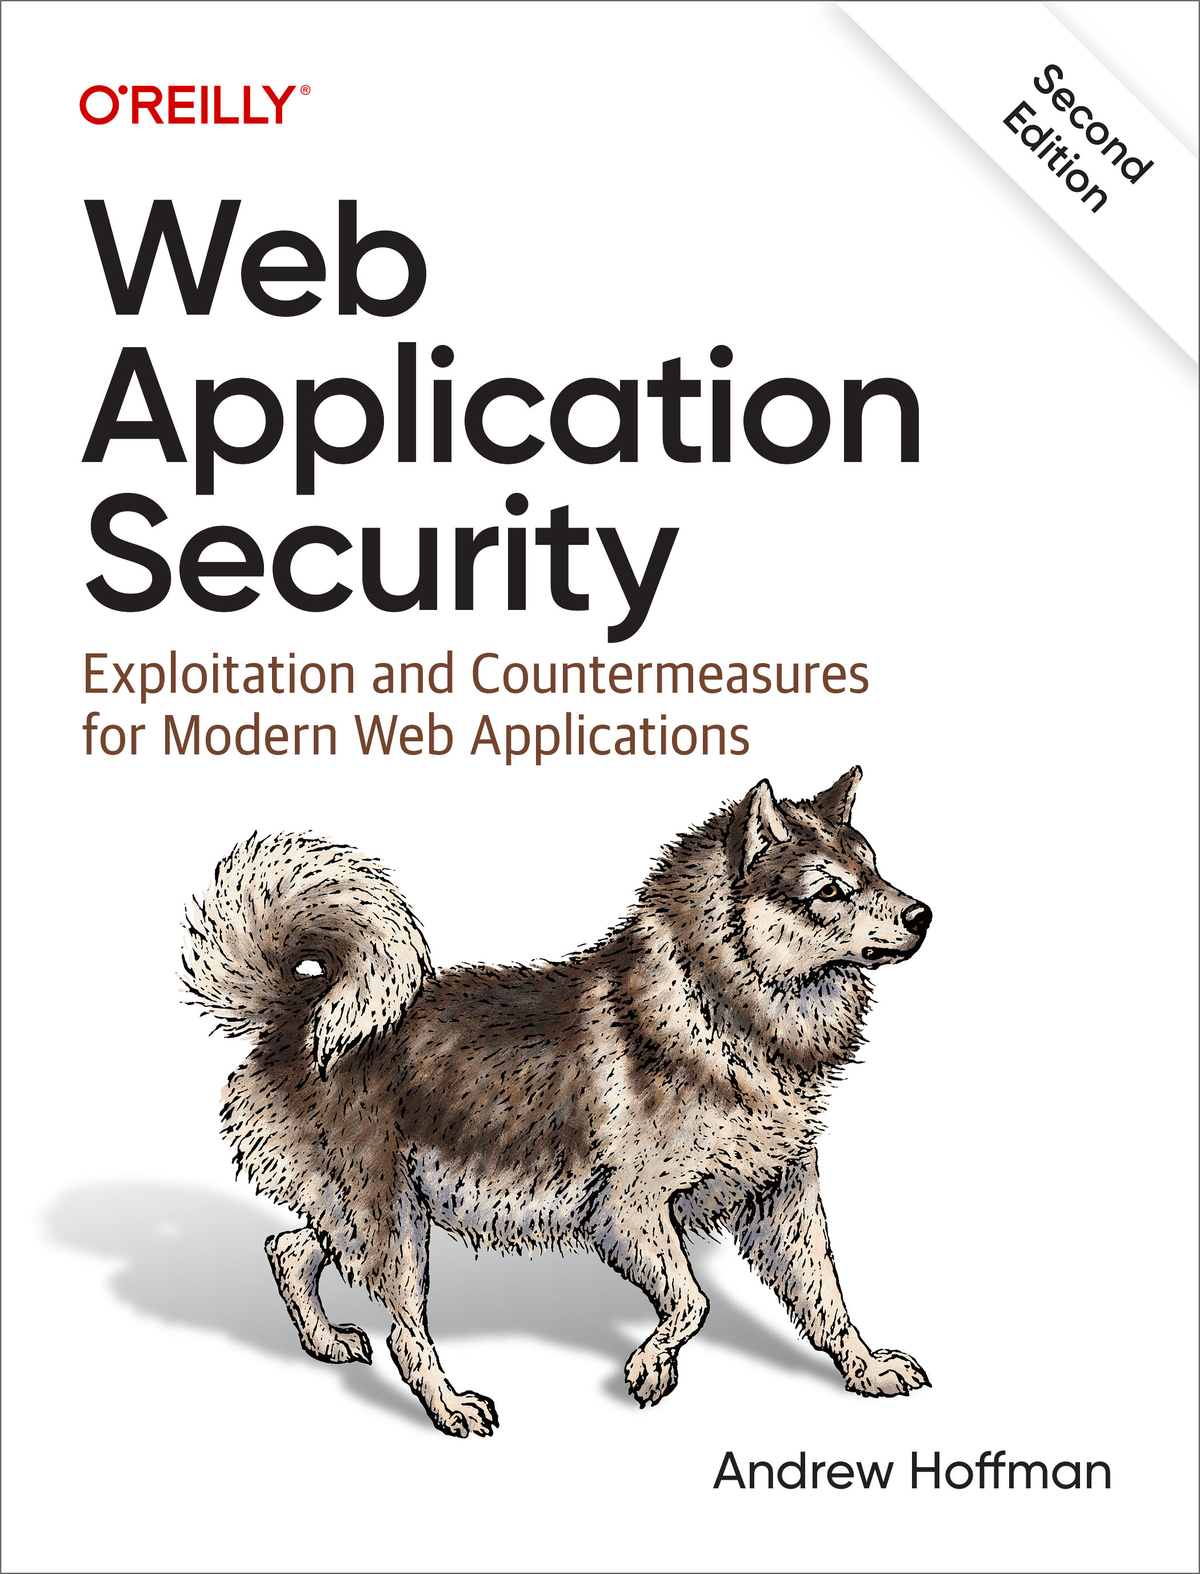 O'REILLY®
Second
Edition
Web
Application
Security
Exploitation and Countermeasures
for Modern Web Applications
Andrew Hoffman